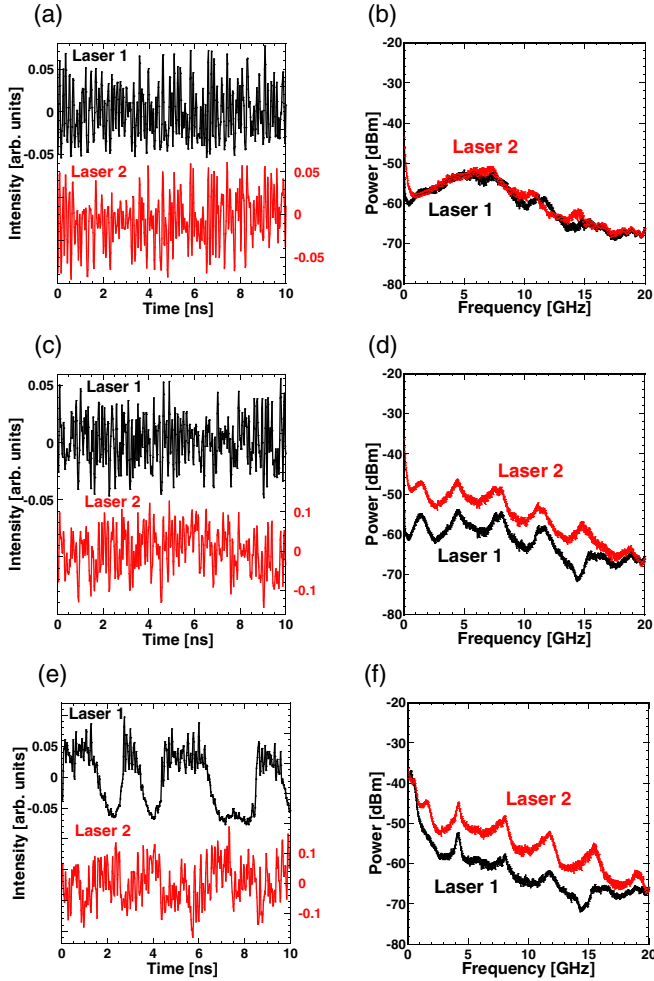 (a)
Laser 1
0.05
0
-0.05
Laser 2
0.05
0
-0.05
Intensity [arb. units]
0 2 4 6 8 10
Time [ns]
(b)
-20
-30
-40
-50
-60
-70
-80
Power [dBm]
Laser 2
Laser 1
0 5 10 15 20
Frequency [GHz]
(c)
Laser 1
0.05
0
-0.05
Laser 2
0.1
0
-0.1
Intensity [arb. units]
0 2 4 6 8 10
Time [ns]
(d)
-20
-30
-40
-50
-60
-70
-80
Power [dBm]
Laser 2
Laser 1
0 5 10 15 20
Frequency [GHz]
(e)
Laser 1
0.05
0
-0.05
Laser 2
0.1
0
-0.1
Intensity [arb. units]
0 2 4 6 8 10
Time [ns]
(f)
-20
-30
-40
-50
-60
-70
-80
Power [dBm]
Laser 2
Laser 1
0 5 10 15 20
Frequency [GHz]